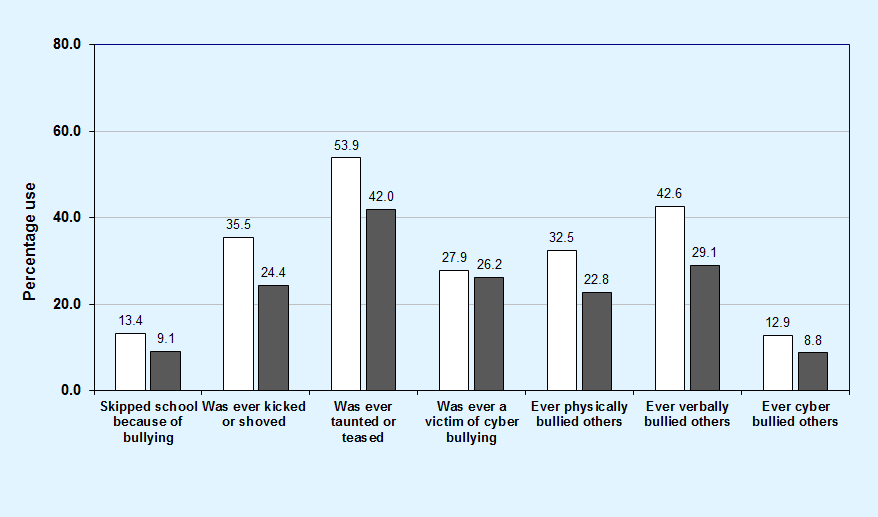 80.0
60.0
40.0
20.0
0.0
Percentage use
13.4
9.1
35.5
24.4
53.9
42.0
27.9
26.2
32.5
22.8
42.6
29.1
12.9
8.8
Skipped school
because of
bullying
Was ever kicked
or shoved
Was ever
taunted or
teased
Was ever a
victim of cyber
bullying
Ever physically
bullied others
Ever verbally
bullied others
Ever cyber
bullied others